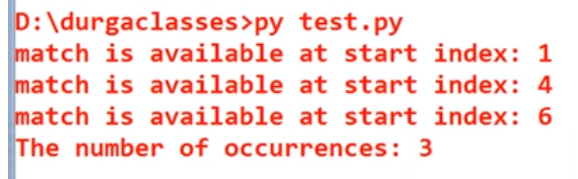 D:\durgaclasses>py test.py
match is available at start index: 1
match is available at start index: 4
match is available at start index: 6
The number of occurrences: 3